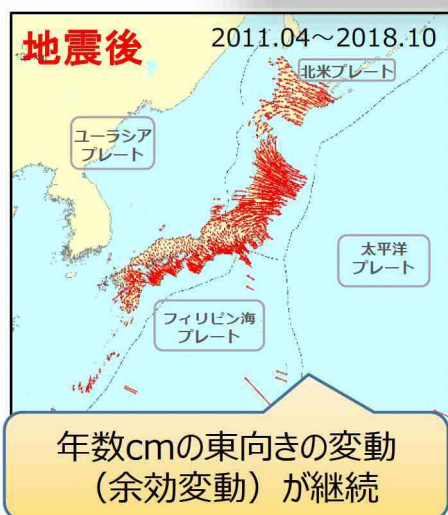 地震後
2011.04～2018.10
北米プレート
ユーラシア
プレート
太平洋
プレート
フィリピン海
プレート
年数cmの東向きの変動
（余効変動）が継続